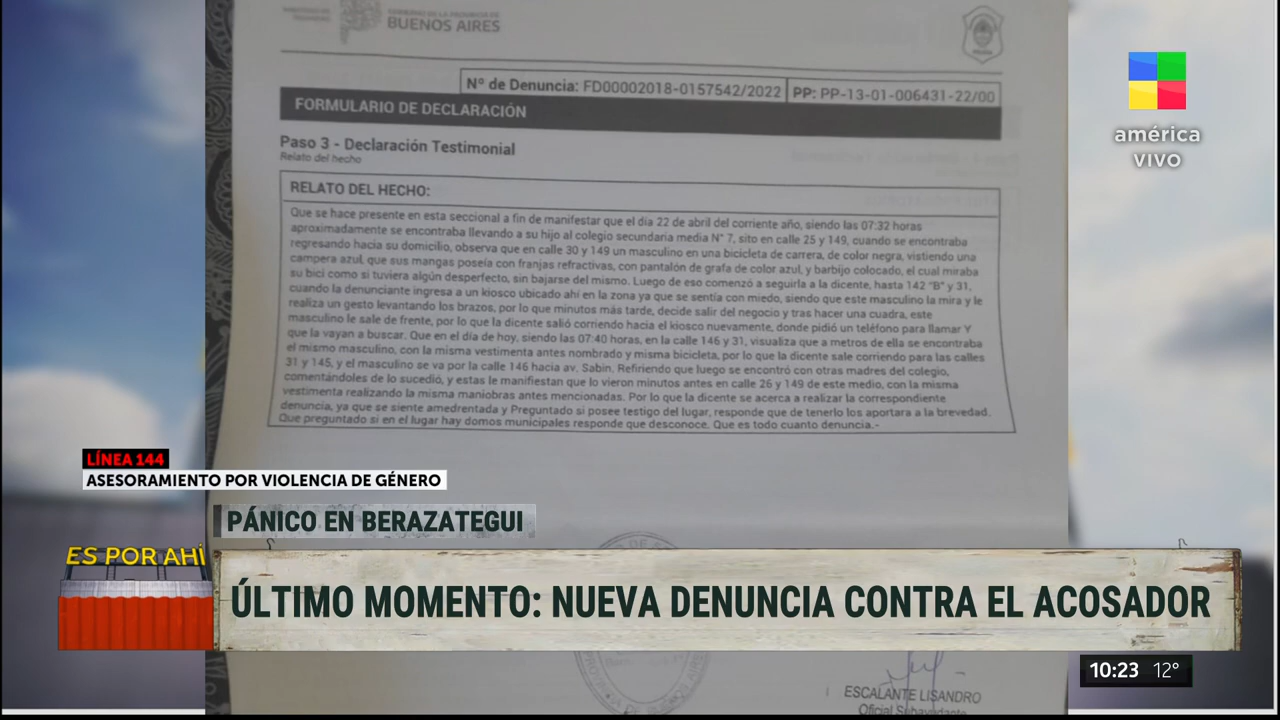 BUENOS AIRES
Nº de Denuncia: FD00002018-0157542/2022 PP: PP-13-01-006431-22/00
FORMULARIO DE DECLARACIÓN
Paso 3 - Declaración Testimonial
Relato del hecho
RELATO DEL HECHO:
Que se hace presente en esta seccional a fin de manifestar que el dia 22 de abril del corriente año, siendo las 07:32 horas
aproximadamente se encontraba llevando a su hijo al colegio secundaria media N° 7, sito en calle 25 y 149, cuando se encontraba
regresando hacia su domicilio, observa que en calle 30 y 149 un masculino en una bicicleta de carrera, de color negra, vistiendo una
campera azul, que sus mangas poseía con franjas refractivas, con pantalón de grafa de color azul, y barbijo colocado, el cual miraba
su bici como si tuviera algún desperfecto, sin bajarse del mismo. Luego de eso comenzó a seguirla a la dicente, hasta 142 "B" y 31,
cuando la denunciante ingresa a un kiosco ubicado ahí en la zona ya que se sentía con miedo, siendo que este masculino la mira y le
realiza un gesto levantando los brazos, por lo que minutos más tarde, decide salir del negocio y tras hacer una cuadra, este
masculino le sale de frente, por lo que la dicente salió corriendo hacia el kiosco nuevamente, donde pidió un teléfono para llamar Y
que la vayan a buscar. Que en el día de hoy, siendo las 07:40 horas, en la calle 146 y 31, visualiza que a metros de ella se encontraba
el mismo masculino, con la misma vestimenta antes nombrado y misma bicicleta, por lo que la dicente sale corriendo para las calles
31 y 145, y el masculino se va por la calle 146 hacia av. Sabin. Refiriendo que luego se encontró con otras madres del colegio,
comentándoles de lo sucedió, y estas le manifiestan que lo vieron minutos antes en calle 26 y 149 de este medio, con la misma
vestimenta realizando la misma maniobras antes mencionadas. Por lo que la dicente se acerca a realizar la correspondiente
denuncia, ya que se siente amedrentada y Preguntado si posee testigo del lugar, responde que de tenerlo los aportara a la brevedad.
Que preguntado si en el lugar hay domos municipales responde que desconoce. Que es todo cuanto denuncia.-
américa
VIVO
LÍNEA 144
ASESORAMIENTO POR VIOLENCIA DE GÉNERO
PÁNICO EN BERAZATEGUI
ES POR AHÍ
ÚLTIMO MOMENTO: NUEVA DENUNCIA CONTRA EL ACOSADOR
10:23 12°
ESCALANTE LISANDRO
Oficial Subayudante